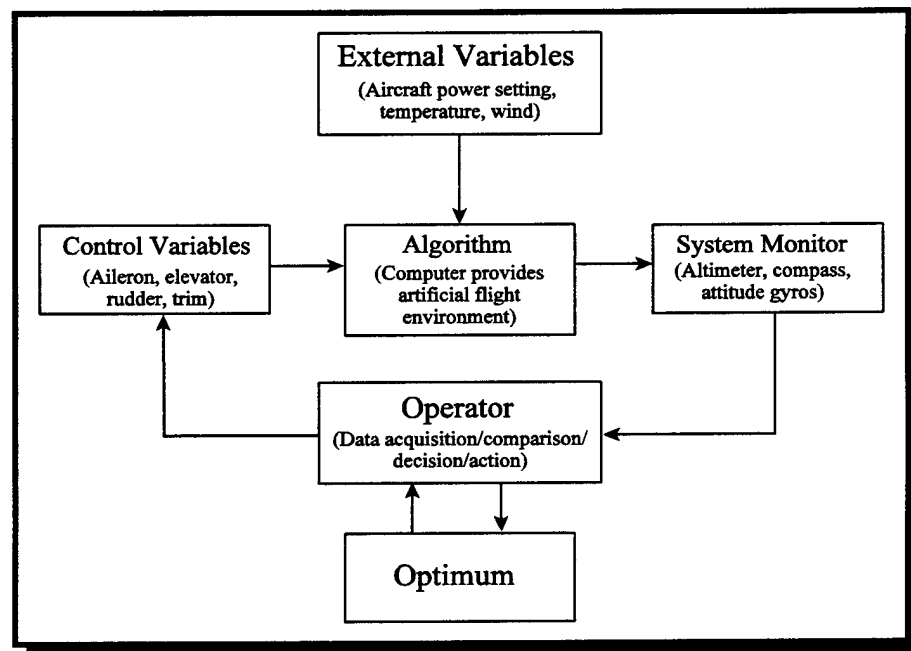 External Variables
(Aircraft power setting,
temperature, wind)
Control Variables
(Aileron, elevator,
rudder, trim)
Algorithm
(Computer provides
artificial flight
environment)
System Monitor
(Altimeter, compass,
attitude gyros)
Operator
(Data acquisition/comparison/
decision/action)
Optimum